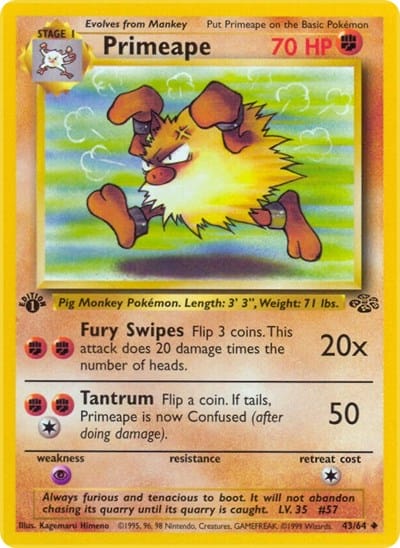 Evolves from Mankey Put Primeape on the Basic Pokémon
STAGE 1
Primeape 70 HP
EDITION 1
Pig Monkey Pokémon. Length: 3' 3", Weight: 71 lbs.
Fury Swipes Flip 3 coins. This
attack does 20 damage times the
number of heads.
20x
Tantrum Flip a coin. If tails,
Primeape is now Confused (after
doing damage).
50
weakness resistance retreat cost
Always furious and tenacious to boot. It will not abandon
chasing its quarry until its quarry is caught. LV. 35 #57
Illus. Kagemaru Himeno ©1995, 96, 98 Nintendo, Creatures, GAMEFREAK. ©1999 Wizards. 43/64